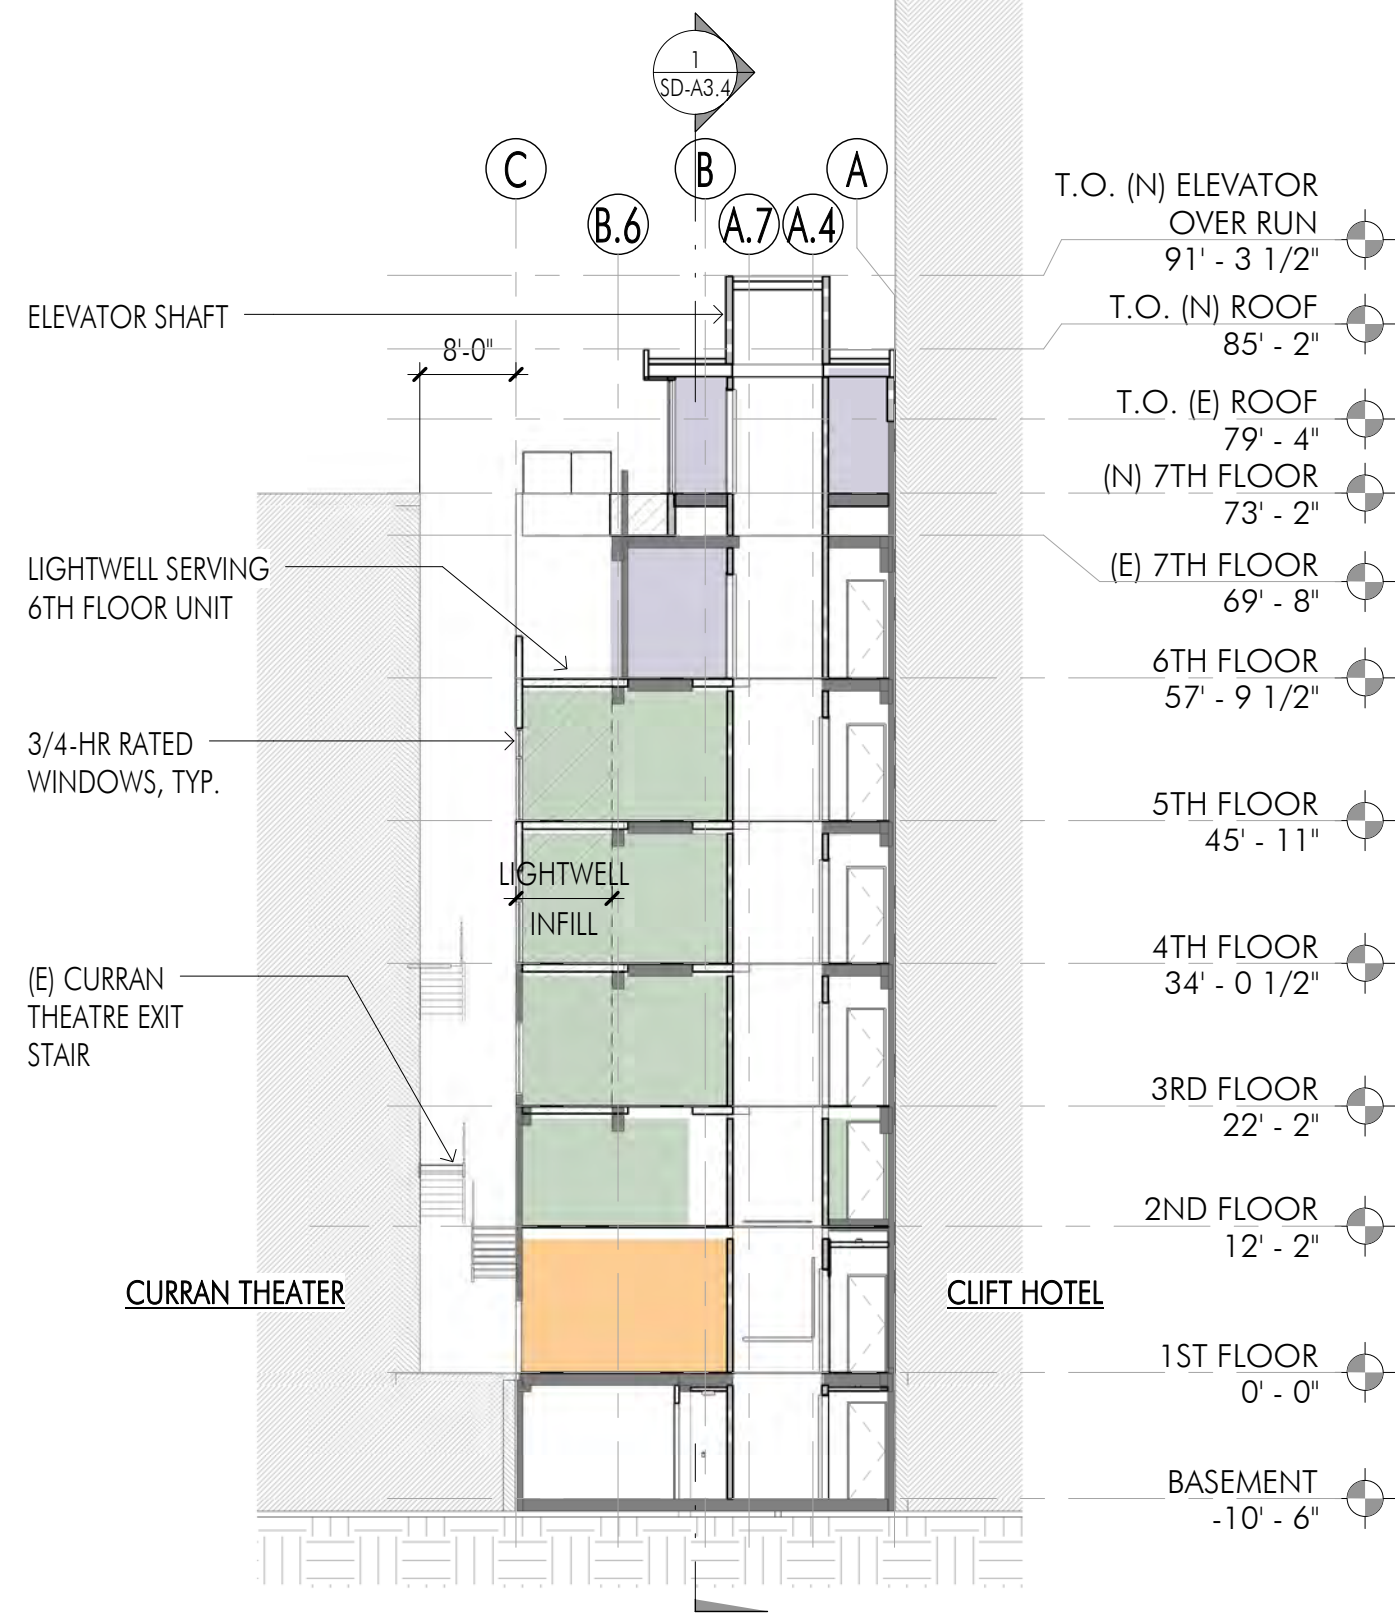 1
SD-A3.4
C
B
A
B.6
A.7
A.4
T.O. (N) ELEVATOR
OVER RUN
91' - 3 1/2"
ELEVATOR SHAFT
T.O. (N) ROOF
85' - 2"
8'-0"
T.O. (E) ROOF
79' - 4"
(N) 7TH FLOOR
73' - 2"
LIGHTWELL SERVING
6TH FLOOR UNIT
(E) 7TH FLOOR
69' - 8"
6TH FLOOR
57' - 9 1/2"
3/4-HR RATED
WINDOWS, TYP.
5TH FLOOR
45' - 11"
LIGHTWELL
INFILL
4TH FLOOR
34' - 0 1/2"
(E) CURRAN
THEATRE EXIT
STAIR
3RD FLOOR
22' - 2"
2ND FLOOR
12' - 2"
CURRAN THEATER
CLIFT HOTEL
1ST FLOOR
0' - 0"
BASEMENT
-10' - 6"